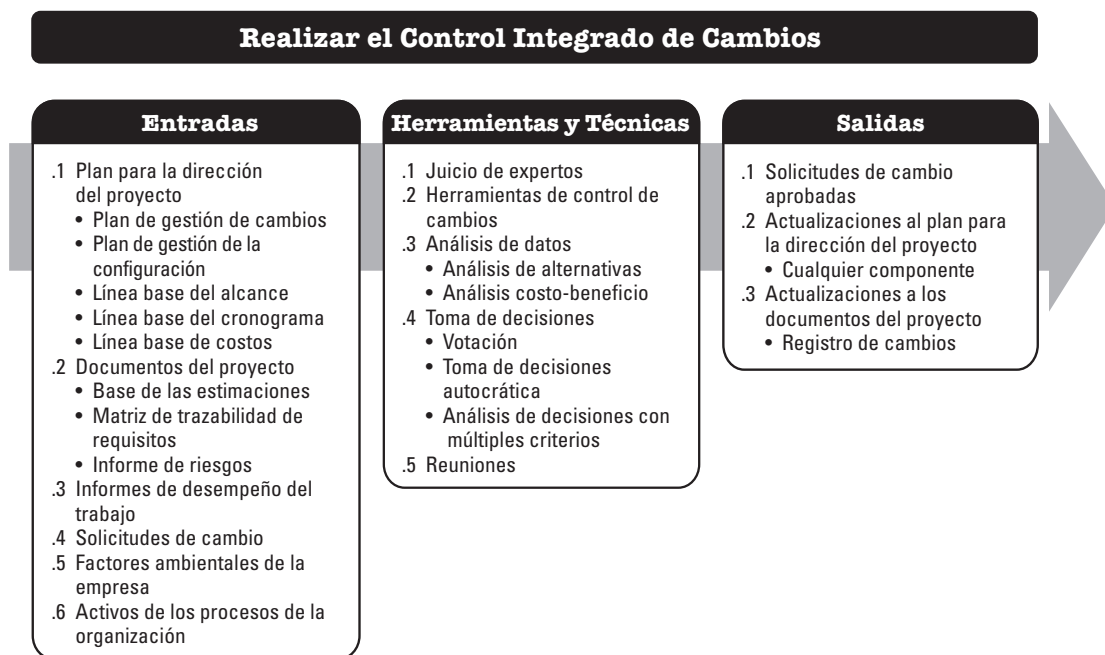 Realizar el Control Integrado de Cambios
Entradas
.1 Plan para la dirección
del proyecto
• Plan de gestión de cambios
• Plan de gestión de la
configuración
• Línea base del alcance
• Línea base del cronograma
• Línea base de costos
.2 Documentos del proyecto
• Base de las estimaciones
• Matriz de trazabilidad de
requisitos
• Informe de riesgos
.3 Informes de desempeño del
trabajo
.4 Solicitudes de cambio
.5 Factores ambientales de la
empresa
.6 Activos de los procesos de la
organización
Herramientas y Técnicas
.1 Juicio de expertos
.2 Herramientas de control de
cambios
.3 Análisis de datos
• Análisis de alternativas
• Análisis costo-beneficio
.4 Toma de decisiones
• Votación
• Toma de decisiones
autocrática
• Análisis de decisiones con
múltiples criterios
.5 Reuniones
Salidas
.1 Solicitudes de cambio
aprobadas
.2 Actualizaciones al plan para
la dirección del proyecto
• Cualquier componente
.3 Actualizaciones a los
documentos del proyecto
• Registro de cambios